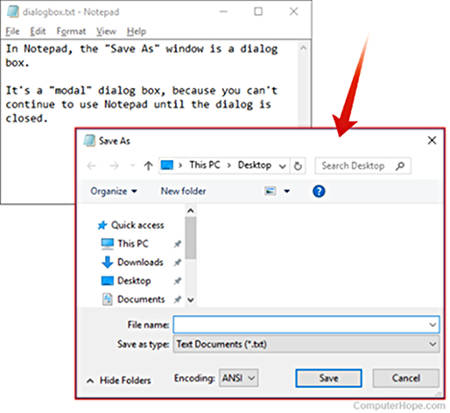 dialogbox.txt - Notepad
File Edit Format View Help
In Notepad, the "Save As" window is a dialog
box.
It's a "modal" dialog box, because you can't
continue to use Notepad until the dialog is
closed.
Save As
This PC Desktop Search Desktop
Organize New folder
Quick access
This PC
Downloads
Desktop
Documents
File name:
Save as type: Text Documents (*.txt)
Hide Folders Encoding: ANSI Save Cancel
ComputerHope.com